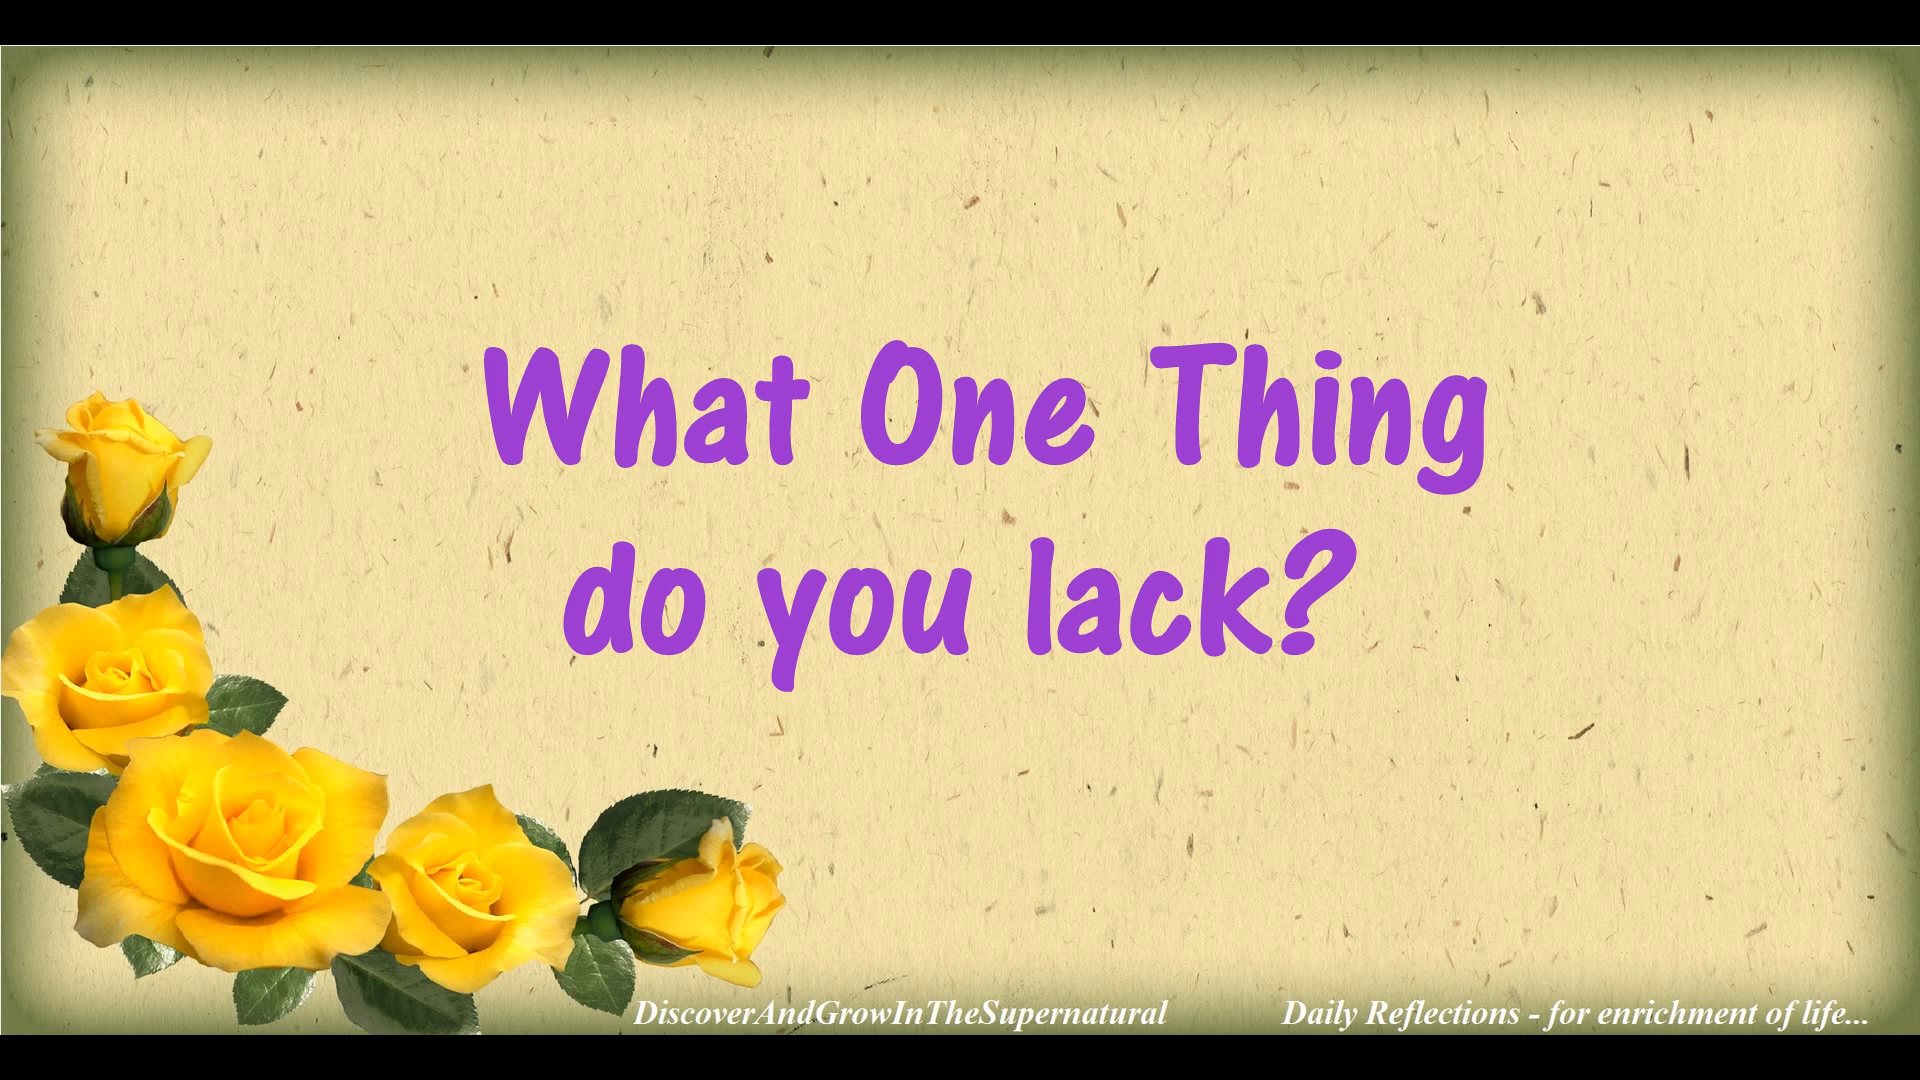 What One Thing
do you lack?
DiscoverAndGrowInTheSupernatural
Daily Reflections - for enrichment of life...